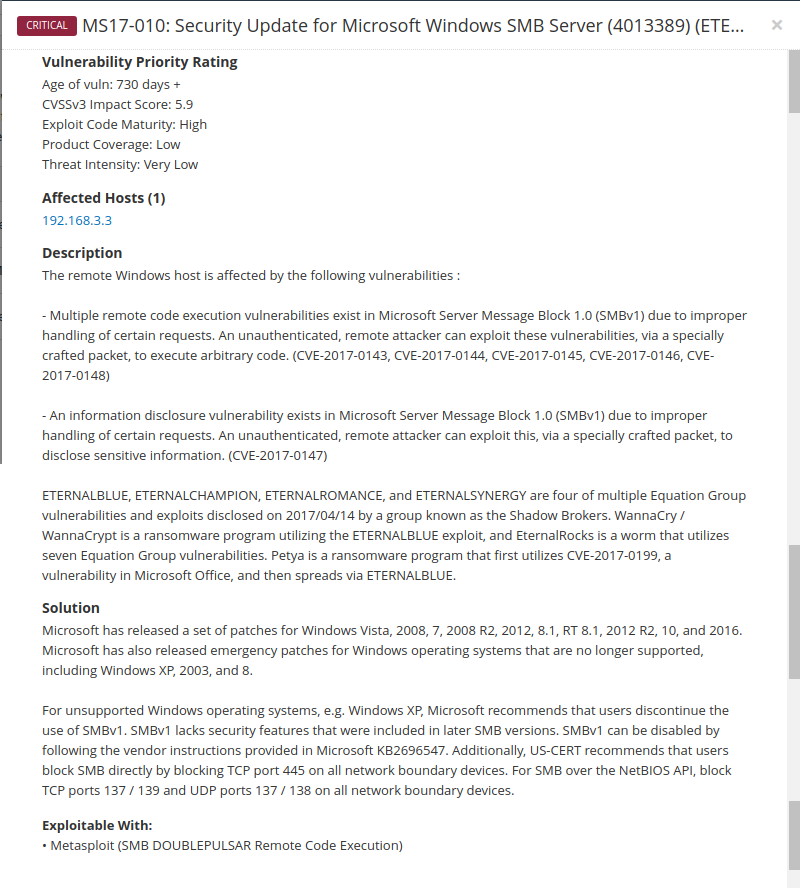 CRITICAL MS17-010: Security Update for Microsoft Windows SMB Server (4013389) (ETE... ×
Vulnerability Priority Rating
Age of vuln: 730 days +
CVSSv3 Impact Score: 5.9
Exploit Code Maturity: High
Product Coverage: Low
Threat Intensity: Very Low
Affected Hosts (1)
192.168.3.3
Description
The remote Windows host is affected by the following vulnerabilities :
- Multiple remote code execution vulnerabilities exist in Microsoft Server Message Block 1.0 (SMBv1) due to improper
handling of certain requests. An unauthenticated, remote attacker can exploit these vulnerabilities, via a specially
crafted packet, to execute arbitrary code. (CVE-2017-0143, CVE-2017-0144, CVE-2017-0145, CVE-2017-0146, CVE-
2017-0148)
- An information disclosure vulnerability exists in Microsoft Server Message Block 1.0 (SMBv1) due to improper
handling of certain requests. An unauthenticated, remote attacker can exploit this, via a specially crafted packet, to
disclose sensitive information. (CVE-2017-0147)
ETERNALBLUE, ETERNALCHAMPION, ETERNALROMANCE, and ETERNALSYNERGY are four of multiple Equation Group
vulnerabilities and exploits disclosed on 2017/04/14 by a group known as the Shadow Brokers. WannaCry /
WannaCrypt is a ransomware program utilizing the ETERNALBLUE exploit, and EternalRocks is a worm that utilizes
seven Equation Group vulnerabilities. Petya is a ransomware program that first utilizes CVE-2017-0199, a
vulnerability in Microsoft Office, and then spreads via ETERNALBLUE.
Solution
Microsoft has released a set of patches for Windows Vista, 2008, 7, 2008 R2, 2012, 8.1, RT 8.1, 2012 R2, 10, and 2016.
Microsoft has also released emergency patches for Windows operating systems that are no longer supported,
including Windows XP, 2003, and 8.
For unsupported Windows operating systems, e.g. Windows XP, Microsoft recommends that users discontinue the
use of SMBv1. SMBv1 lacks security features that were included in later SMB versions. SMBv1 can be disabled by
following the vendor instructions provided in Microsoft KB2696547. Additionally, US-CERT recommends that users
block SMB directly by blocking TCP port 445 on all network boundary devices. For SMB over the NetBIOS API, block
TCP ports 137 / 139 and UDP ports 137 / 138 on all network boundary devices.
Exploitable With:
• Metasploit (SMB DOUBLEPULSAR Remote Code Execution)